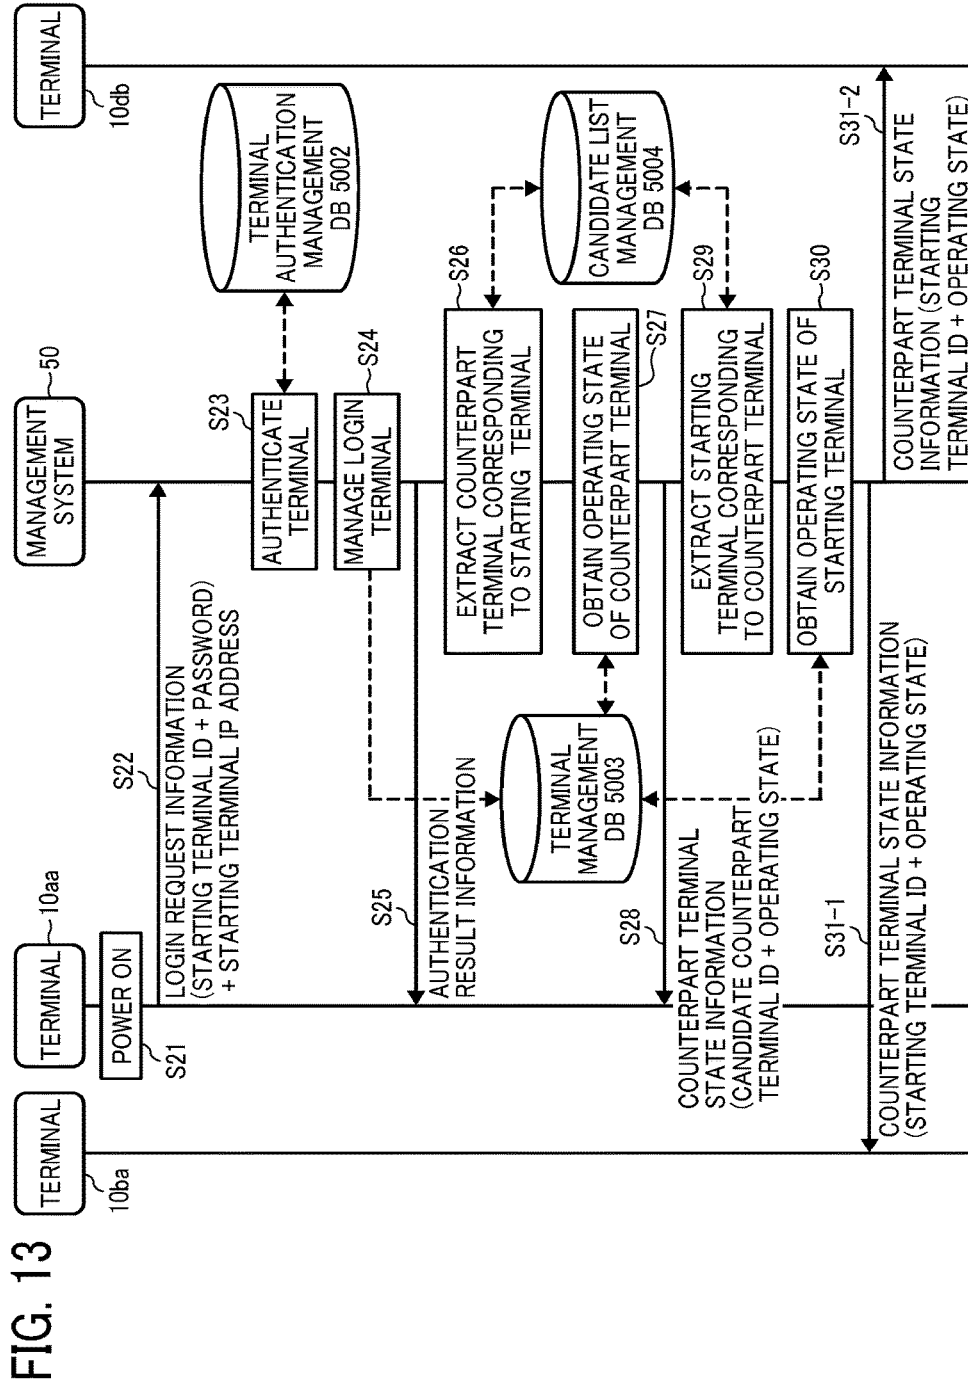 FIG. 13
TERMINAL
10ba
TERMINAL
10aa
MANAGEMENT
SYSTEM
50
TERMINAL
10db
POWER ON
S21
S22
LOGIN REQUEST INFORMATION
(STARTING TERMINAL ID + PASSWORD)
+ STARTING TERMINAL IP ADDRESS
S23
AUTHENTICATE
TERMINAL
TERMINAL
AUTHENTICATION
MANAGEMENT
DB 5002
S24
MANAGE LOGIN
TERMINAL
S25
AUTHENTICATION
RESULT INFORMATION
S26
EXTRACT COUNTERPART
TERMINAL CORRESPONDING
TO STARTING TERMINAL
CANDIDATE LIST
MANAGEMENT
DB 5004
TERMINAL
MANAGEMENT
DB 5003
OBTAIN OPERATING STATE
OF COUNTERPART TERMINAL
S27
S28
COUNTERPART TERMINAL
STATE INFORMATION
(CANDIDATE COUNTERPART
TERMINAL ID + OPERATING STATE)
S29
EXTRACT STARTING
TERMINAL CORRESPONDING
TO COUNTERPART TERMINAL
S30
OBTAIN OPERATING STATE OF
STARTING TERMINAL
S31-1
COUNTERPART TERMINAL STATE INFORMATION
(STARTING TERMINAL ID + OPERATING STATE)
S31-2
COUNTERPART TERMINAL STATE
INFORMATION (STARTING
TERMINAL ID + OPERATING STATE)